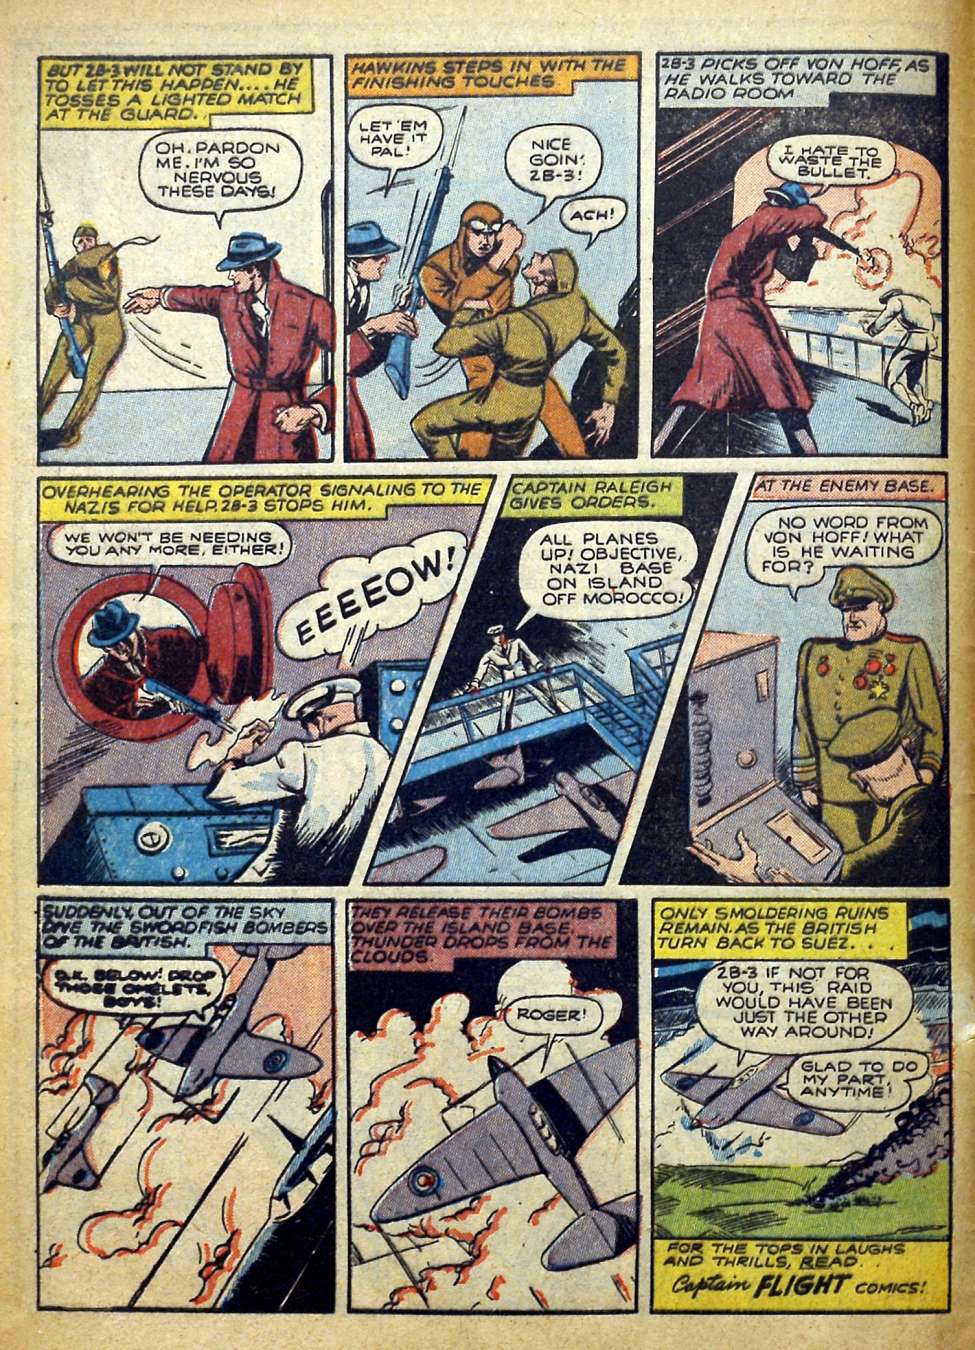 BUT 2B-3 WILL NOT STAND BY
TO LET THIS HAPPEN.... HE
TOSSES A LIGHTED MATCH
AT THE GUARD..
OH, PARDON
ME. I'M SO
NERVOUS
THESE DAYS!
HAWKINS STEPS IN WITH THE
FINISHING TOUCHES.
LET 'EM
HAVE IT
PAL!
NICE
GOIN',
2B-3!
ACH!
2B-3 PICKS OFF VON HOFF, AS
HE WALKS TOWARD THE
RADIO ROOM.
I HATE TO
WASTE THE
BULLET.
OVERHEARING THE OPERATOR SIGNALING TO THE
NAZIS FOR HELP, 2B-3 STOPS HIM.
WE WON'T BE NEEDING
YOU ANY MORE, EITHER!
EEEEOW!
CAPTAIN RALEIGH
GIVES ORDERS.
ALL PLANES
UP! OBJECTIVE,
NAZI BASE
ON ISLAND
OFF MOROCCO!
AT THE ENEMY BASE.
NO WORD FROM
VON HOFF! WHAT
IS HE WAITING
FOR?
SUDDENLY, OUT OF THE SKY
DIVE THE SWORDFISH BOMBERS
OF THE BRITISH.
O.K. BELOW! DROP
THOSE OMELETS,
BOYS!
THEY RELEASE THEIR BOMBS
OVER THE ISLAND BASE.
THUNDER DROPS FROM THE
CLOUDS.
ROGER!
ONLY SMOLDERING RUINS
REMAIN. AS THE BRITISH
TURN BACK TO SUEZ. . . .
2B-3 IF NOT FOR
YOU, THIS RAID
WOULD HAVE BEEN
JUST THE OTHER
WAY AROUND!
GLAD TO DO
MY PART,
ANYTIME!
FOR THE TOPS IN LAUGHS
AND THRILLS, READ. . .
Captain FLIGHT COMICS!